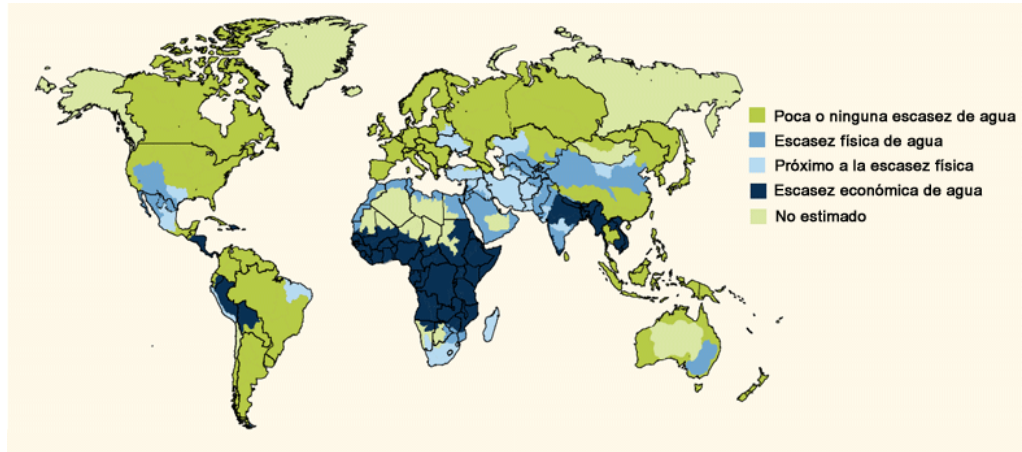 Poca o ninguna escasez de agua
Escasez física de agua
Próximo a la escasez física
Escasez económica de agua
No estimado